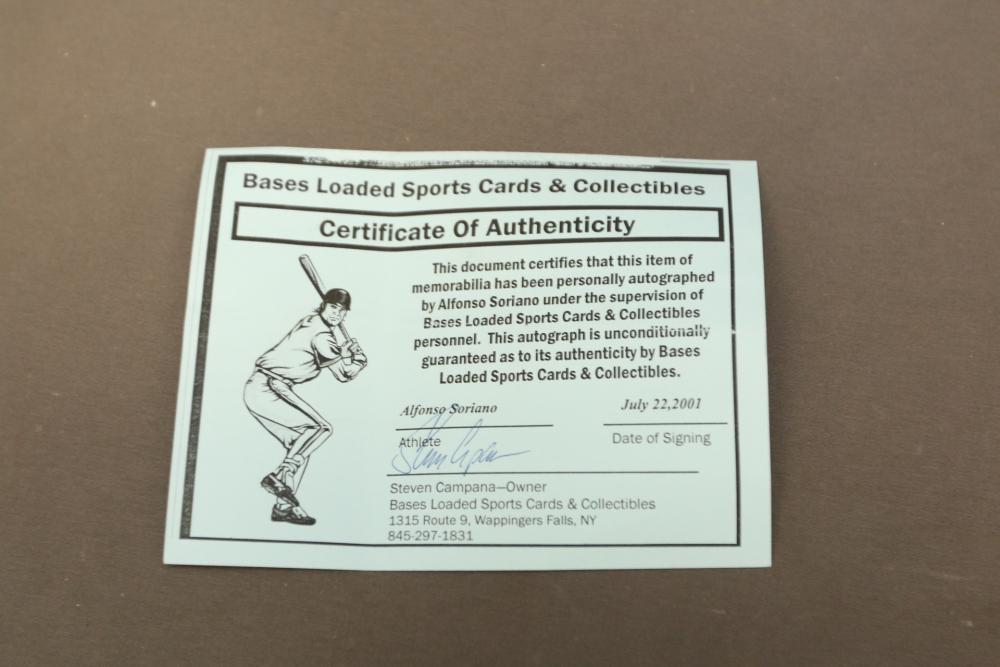 Bases Loaded Sports Cards & Collectibles
Certificate Of Authenticity
This document certifies that this item of
memorabilia has been personally autographed
by Alfonso Soriano under the supervision of
Bases Loaded Sports Cards & Collectibles
personnel. This autograph is unconditionally
guaranteed as to its authenticity by Bases
Loaded Sports Cards & Collectibles.
Alfonso Soriano
July 22,2001
Athlete
Date of Signing
Steven Campana—Owner
Bases Loaded Sports Cards & Collectibles
1315 Route 9, Wappingers Falls, NY
845-297-1831